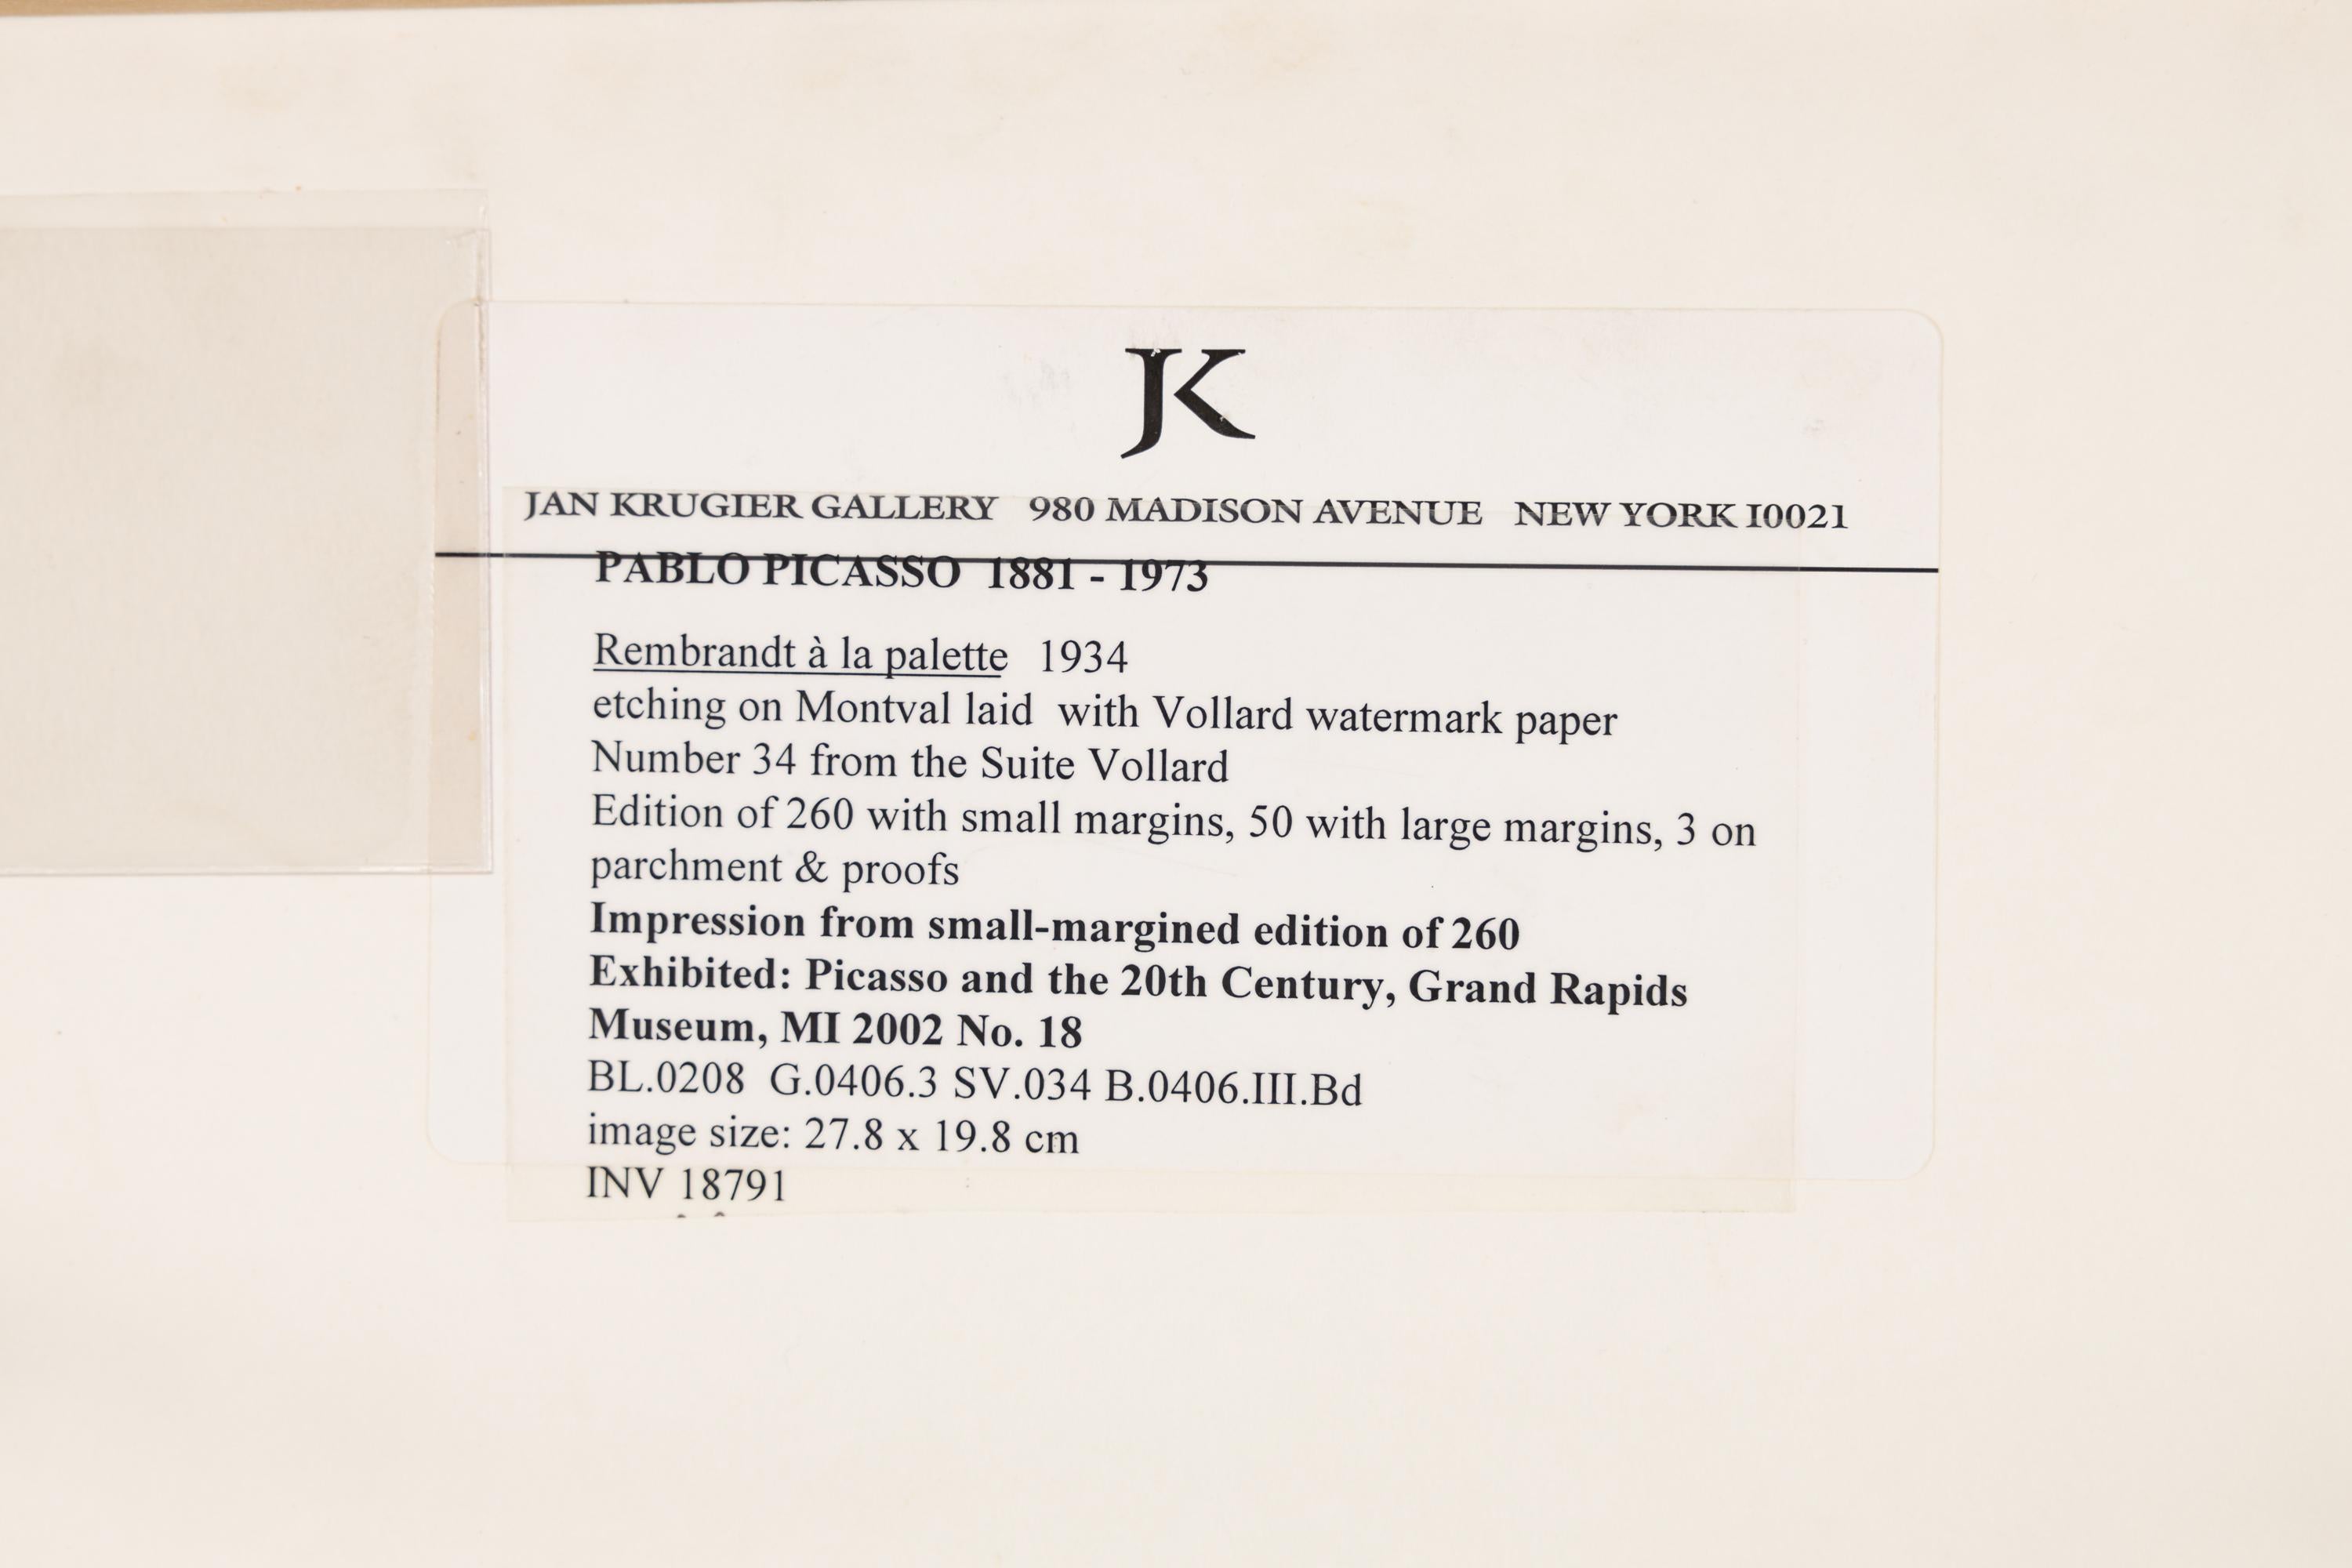 JK
JAN KRUGIER GALLERY 980 MADISON AVENUE NEW YORK I0021
PABLO PICASSO 1881 - 1973
Rembrandt à la palette 1934
etching on Montval laid with Vollard watermark paper
Number 34 from the Suite Vollard
Edition of 260 with small margins, 50 with large margins, 3 on
parchment & proofs
Impression from small-margined edition of 260
Exhibited: Picasso and the 20th Century, Grand Rapids
Museum, MI 2002 No. 18
BL.0208 G.0406.3 SV.034 B.0406.III.Bd
image size: 27.8 x 19.8 cm
INV 18791